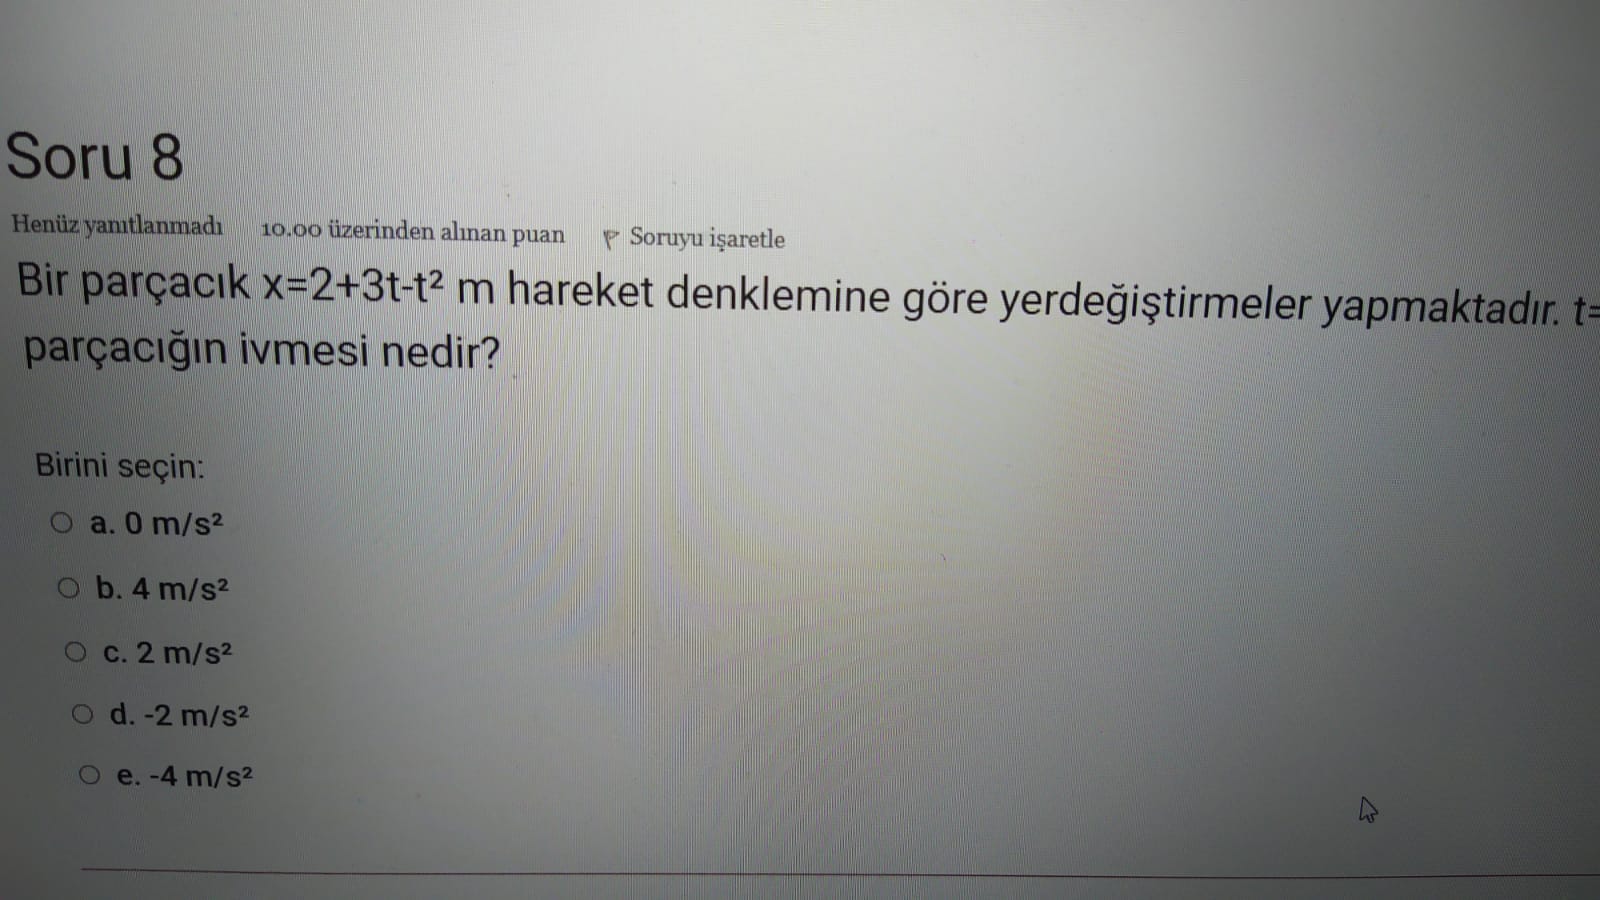 Soru 8
Henüz yanıtlanmadı 10.00 üzerinden alınan puan Soruyu işaretle
Bir parçacık x=2+3t-t² m hareket denklemine göre yerdeğiştirmeler yapmaktadır. t=
parçacığın ivmesi nedir?
Birini seçin:
a. 0 m/s²
b. 4 m/s²
c. 2 m/s²
d. -2 m/s²
e. -4 m/s²